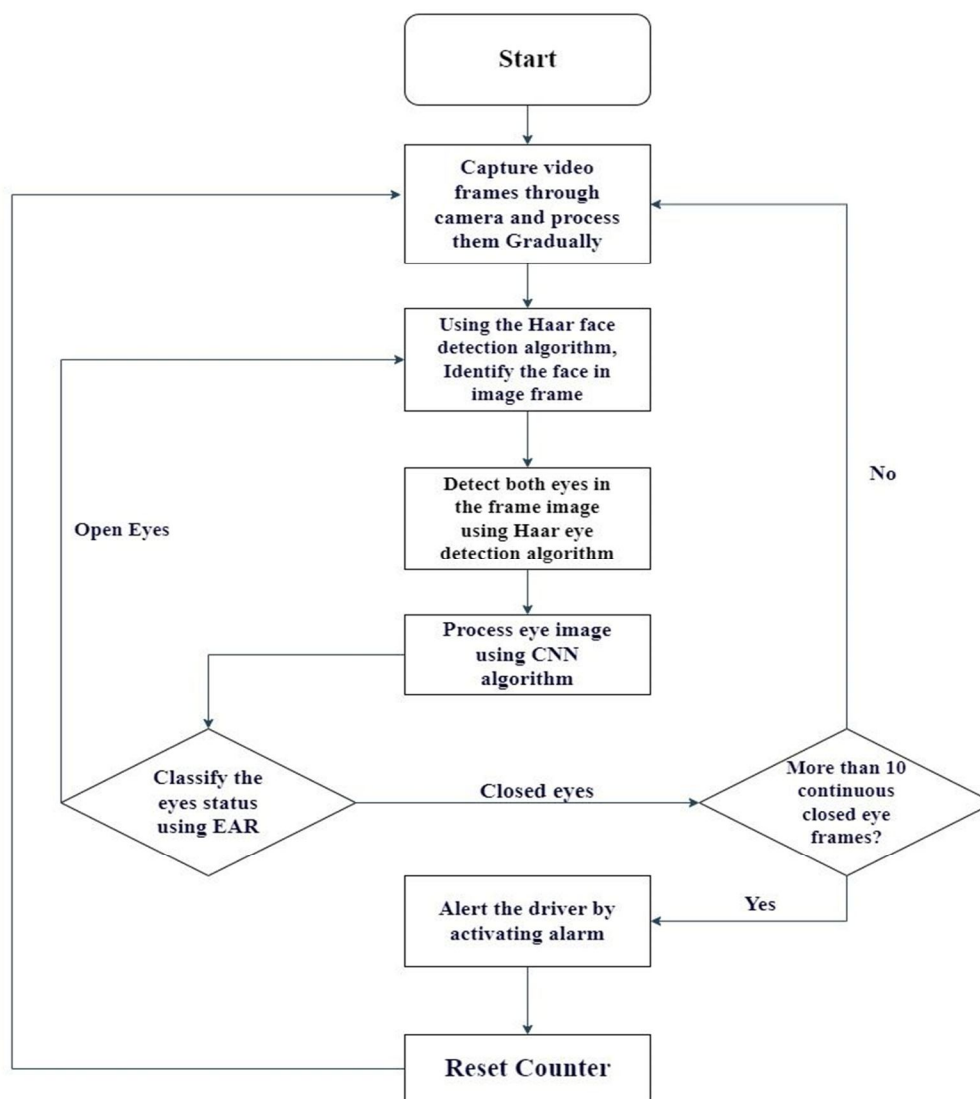 Start
Capture video
frames through
camera and process
them Gradually
Using the Haar face
detection algorithm,
Identify the face in
image frame
No
Detect both eyes in
the frame image
using Haar eye
detection algorithm
Open Eyes
Process eye image
using CNN
algorithm
Classify the
eyes status
using EAR
Closed eyes
More than 10
continuous
closed eye
frames?
Alert the driver by
activating alarm
Yes
Reset Counter